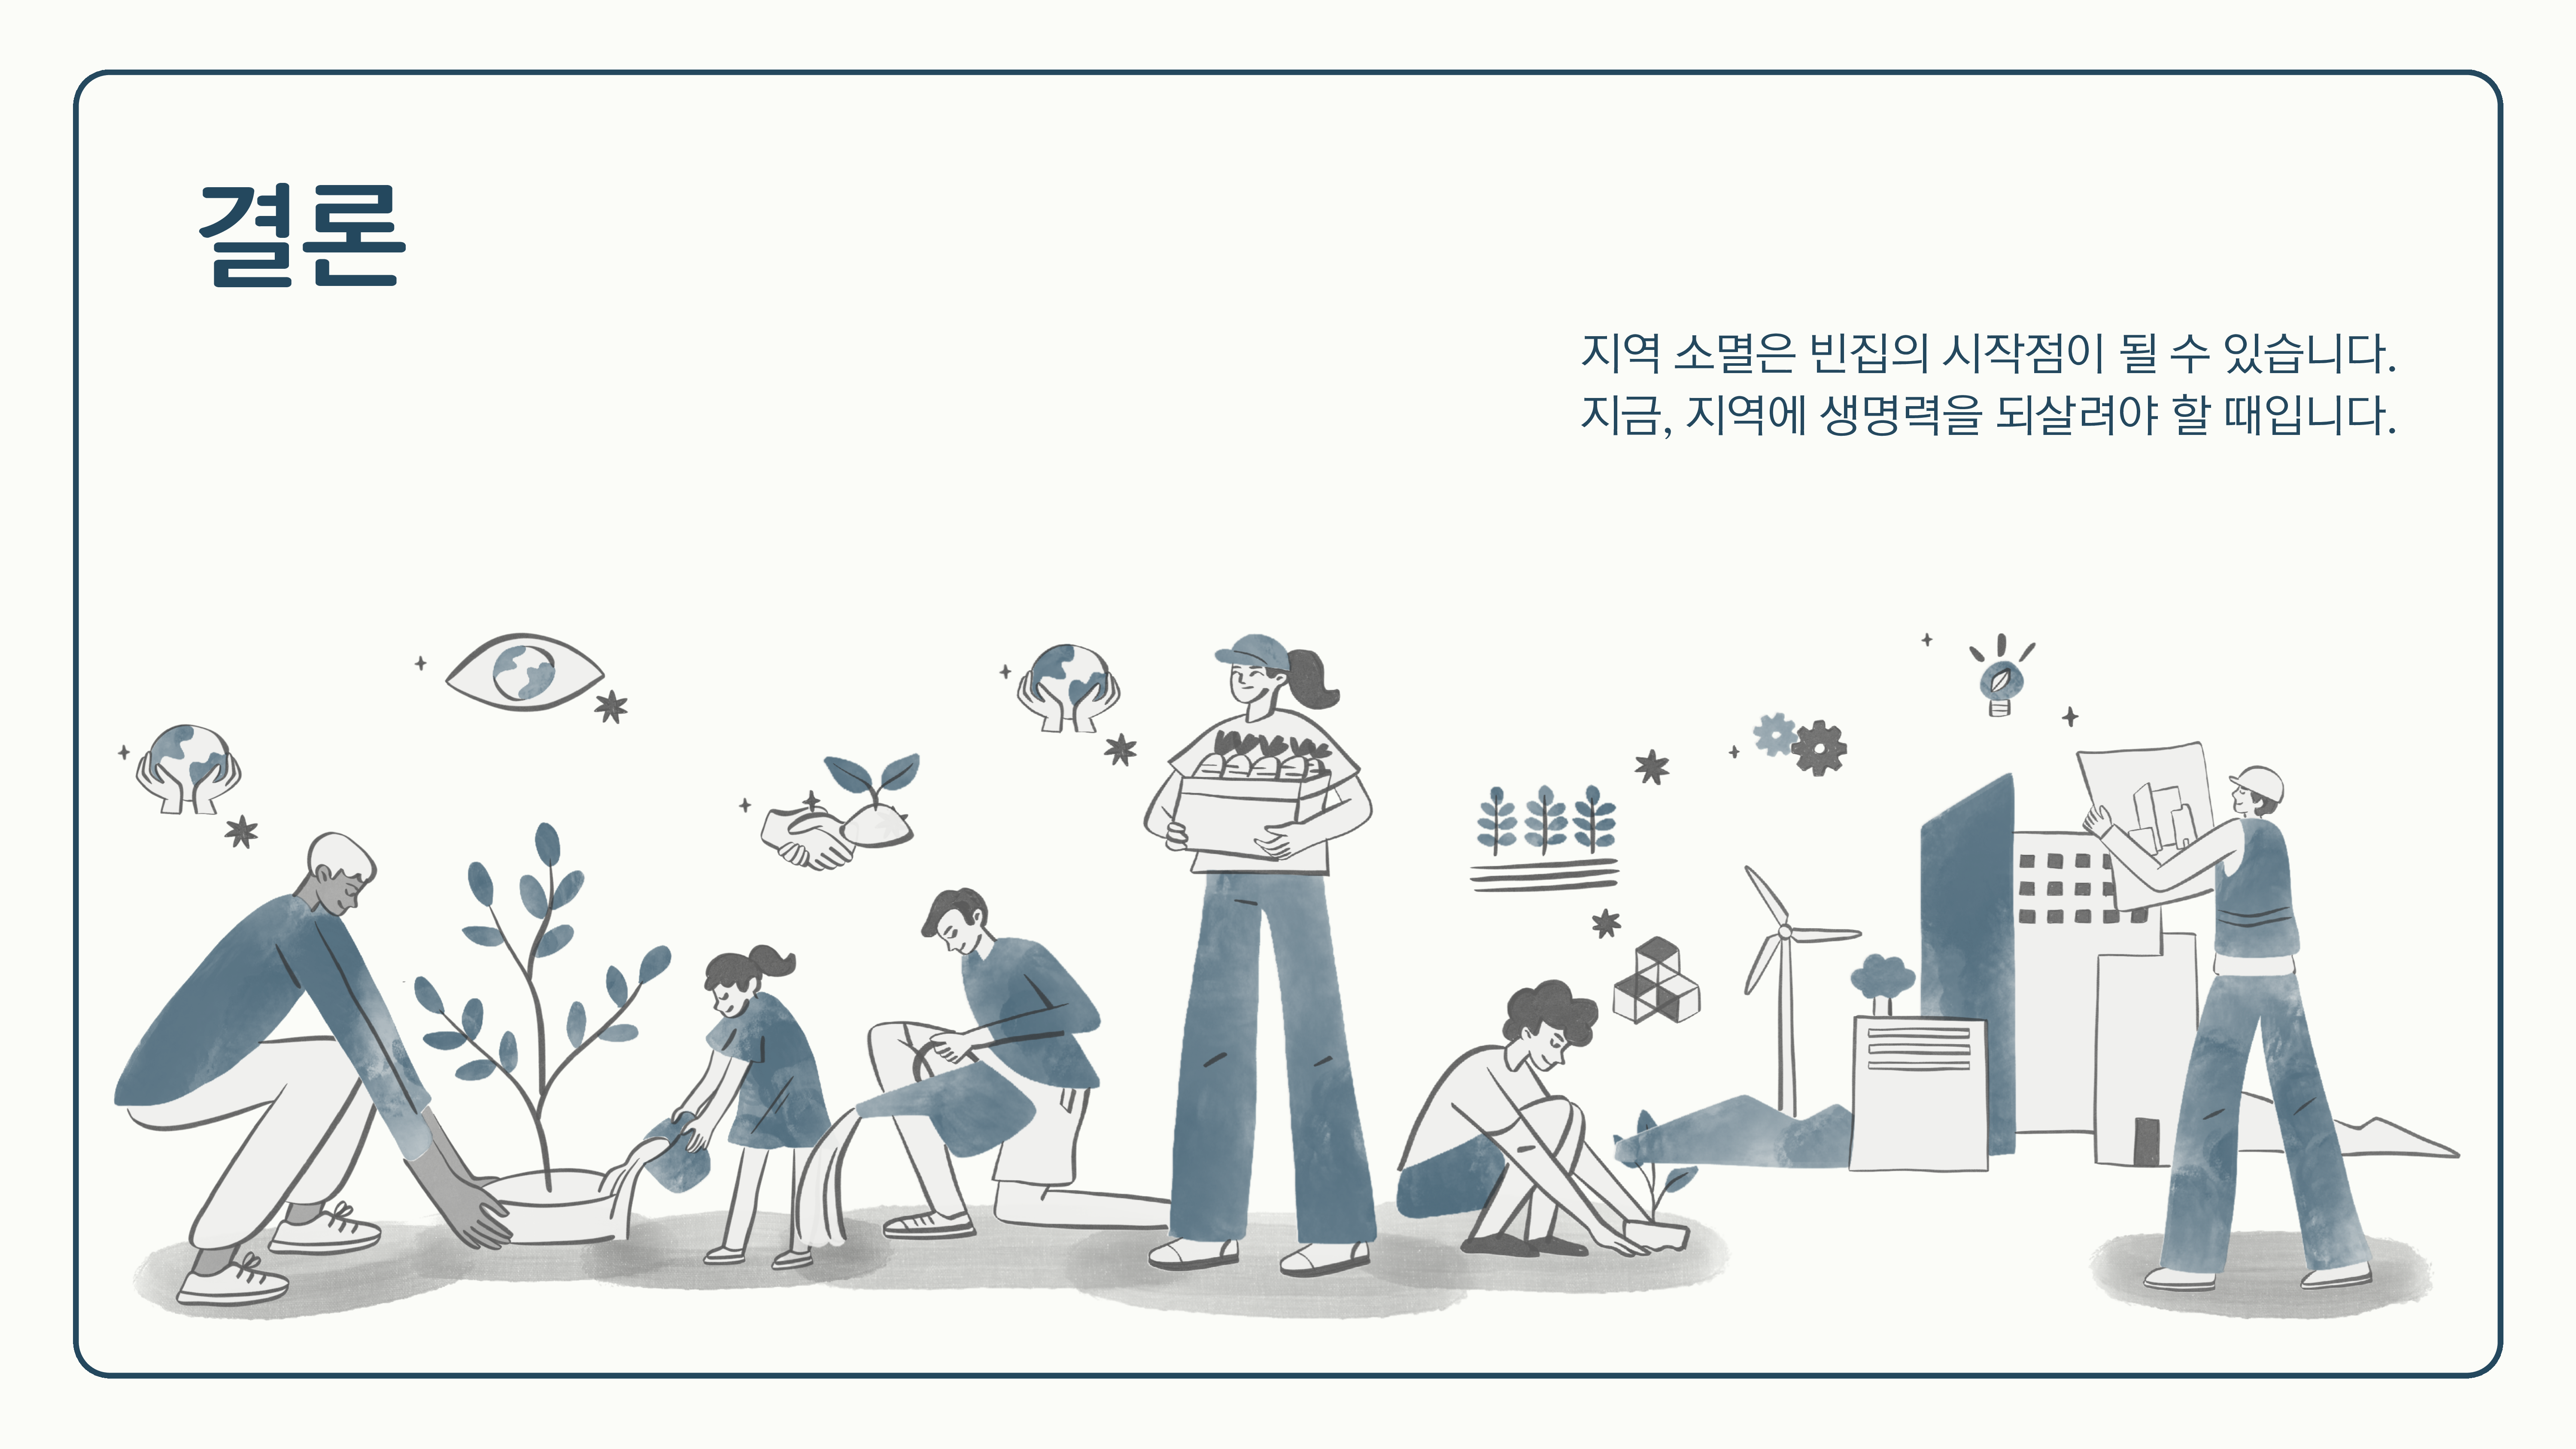 결론
지역 소멸은 빈집의 시작점이 될 수 있습니다.
지금, 지역에 생명력을 되살려야 할 때입니다.